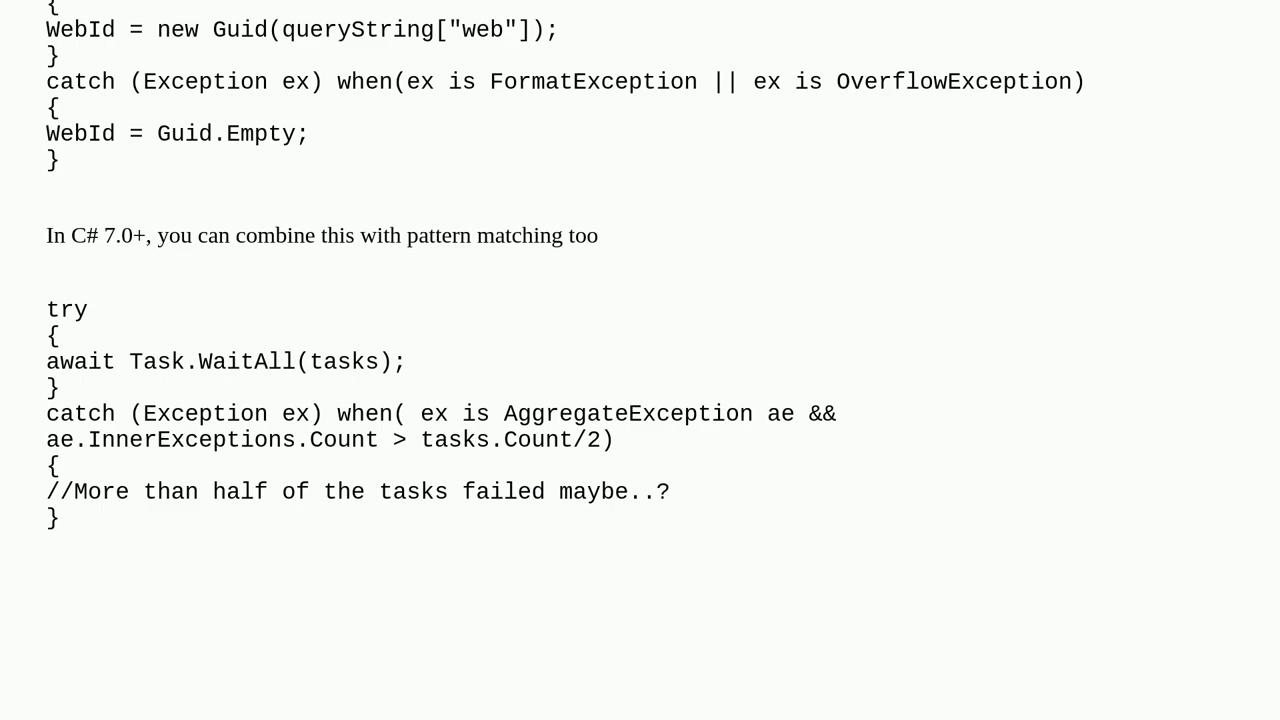 {
WebId = new Guid(queryString["web"]);
}
catch (Exception ex) when(ex is FormatException || ex is OverflowException)
{
WebId = Guid.Empty;
}
In C# 7.0+, you can combine this with pattern matching too
try
{
await Task.WaitAll(tasks);
}
catch (Exception ex) when( ex is AggregateException ae &&
ae.InnerExceptions.Count > tasks.Count/2)
{
//More than half of the tasks failed maybe..?
}